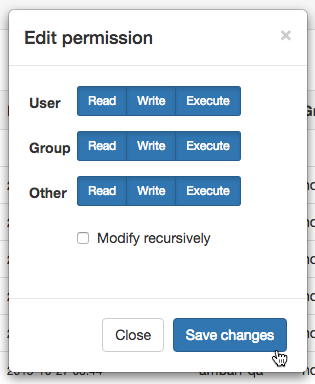 Edit permission ×
User Read Write Execute
Group Read Write Execute
Other Read Write Execute
Modify recursively
Close Save changes